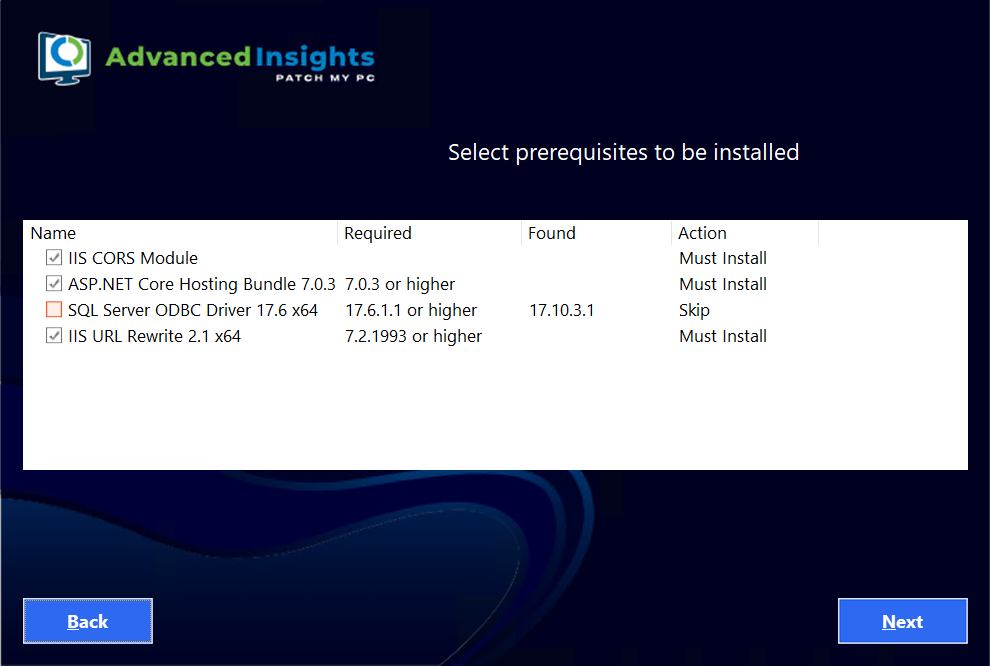 Advanced Insights
PATCH MY PC
Select prerequisites to be installed
Name Required Found Action
IIS CORS Module Must Install
ASP.NET Core Hosting Bundle 7.0.3 7.0.3 or higher Must Install
SQL Server ODBC Driver 17.6 x64 17.6.1.1 or higher 17.10.3.1 Skip
IIS URL Rewrite 2.1 x64 7.2.1993 or higher Must Install
Back Next